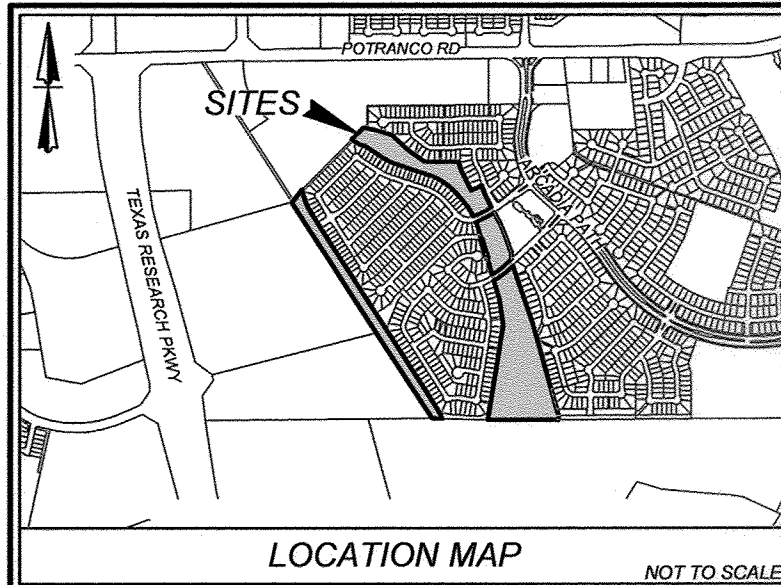 POTRANCO RD
SITES
TEXAS RESEARCH PKWY
LOCATION MAP
NOT TO SCALE